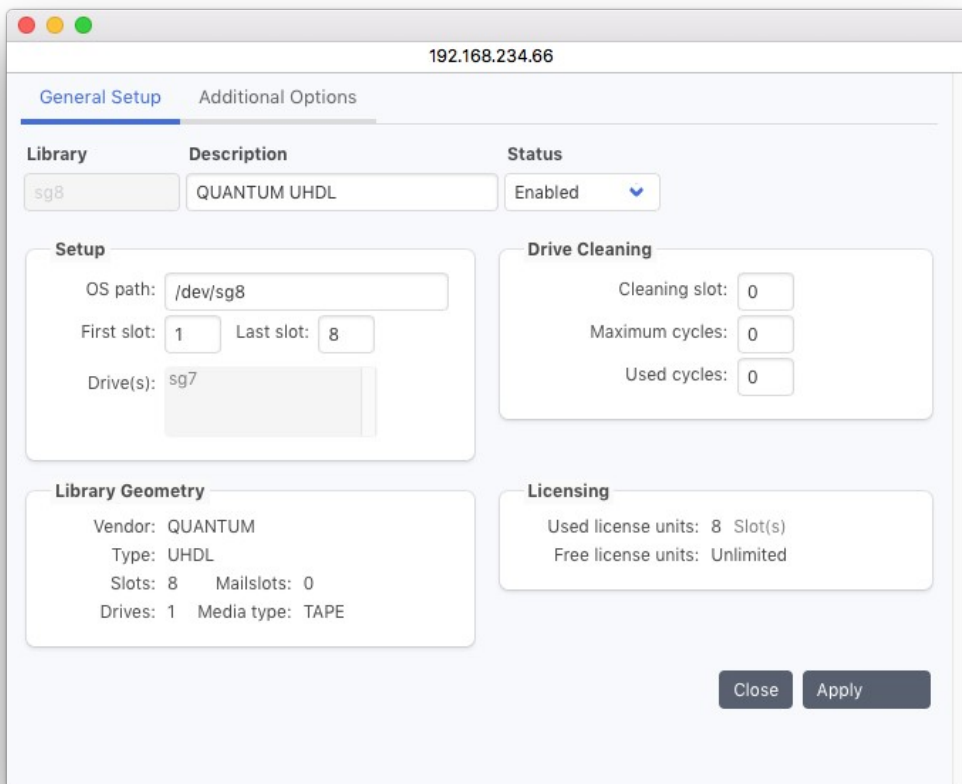 192.168.234.66
General Setup Additional Options
Library Description Status
sg8 QUANTUM UHDL Enabled
Setup
OS path: /dev/sg8
First slot: 1 Last slot: 8
Drive(s): sg7
Drive Cleaning
Cleaning slot: 0
Maximum cycles: 0
Used cycles: 0
Library Geometry
Vendor: QUANTUM
Type: UHDL
Slots: 8 Mailslots: 0
Drives: 1 Media type: TAPE
Licensing
Used license units: 8 Slot(s)
Free license units: Unlimited
Close Apply